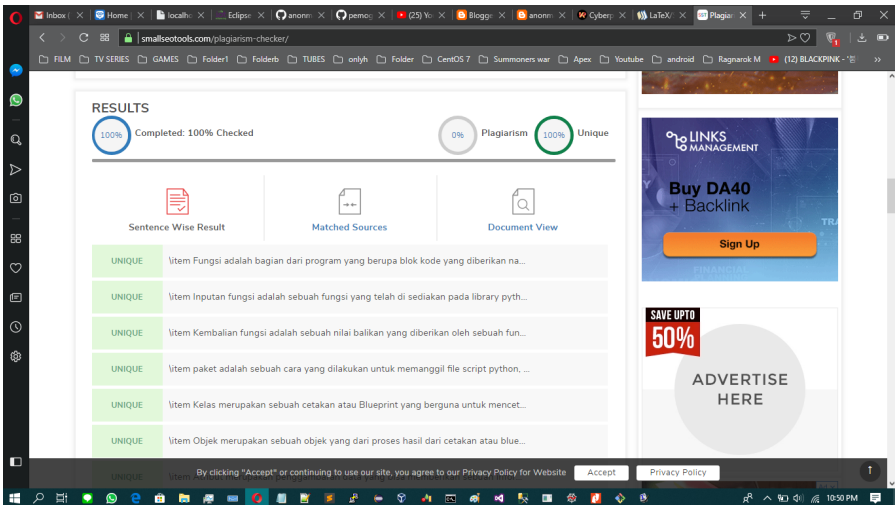 Inbox (
Home |
localho
Eclipse
anonm
pemog
(25) Yo
Blogge
anonm
Cyberp
LaTeX/
Plagiar
smallseotools.com/plagiarism-checker/
FILM
TV SERIES
GAMES
Folder1
Folderb
TUBES
onlyh
Folder
CentOS 7
Summoners war
Apex
Youtube
android
Ragnarok M
(12) BLACKPINK - '
RESULTS
100%
Completed: 100% Checked
0%
Plagiarism
100%
Unique
Sentence Wise Result
Matched Sources
Document View
UNIQUE \item Fungsi adalah bagian dari program yang berupa blok kode yang diberikan na...
UNIQUE \item Inputan fungsi adalah sebuah fungsi yang telah di sediakan pada library pyth...
UNIQUE \item Kembalian fungsi adalah sebuah nilai balikan yang diberikan oleh sebuah fun...
UNIQUE \item paket adalah sebuah cara yang dilakukan untuk memanggil file script python, ...
UNIQUE \item Kelas merupakan sebuah cetakan atau Blueprint yang berguna untuk mencet...
UNIQUE \item Objek merupakan sebuah objek yang dari proses hasil dari cetakan atau blue...
UNIQUE
By clicking "Accept" or continuing to use our site, you agree to our Privacy Policy for Website
Accept
Privacy Policy
LINKS
MANAGEMENT
Buy DA40
+ Backlink
Sign Up
FINANCIAL
SAVE UPTO
50%
ADVERTISE
HERE
10:50 PM